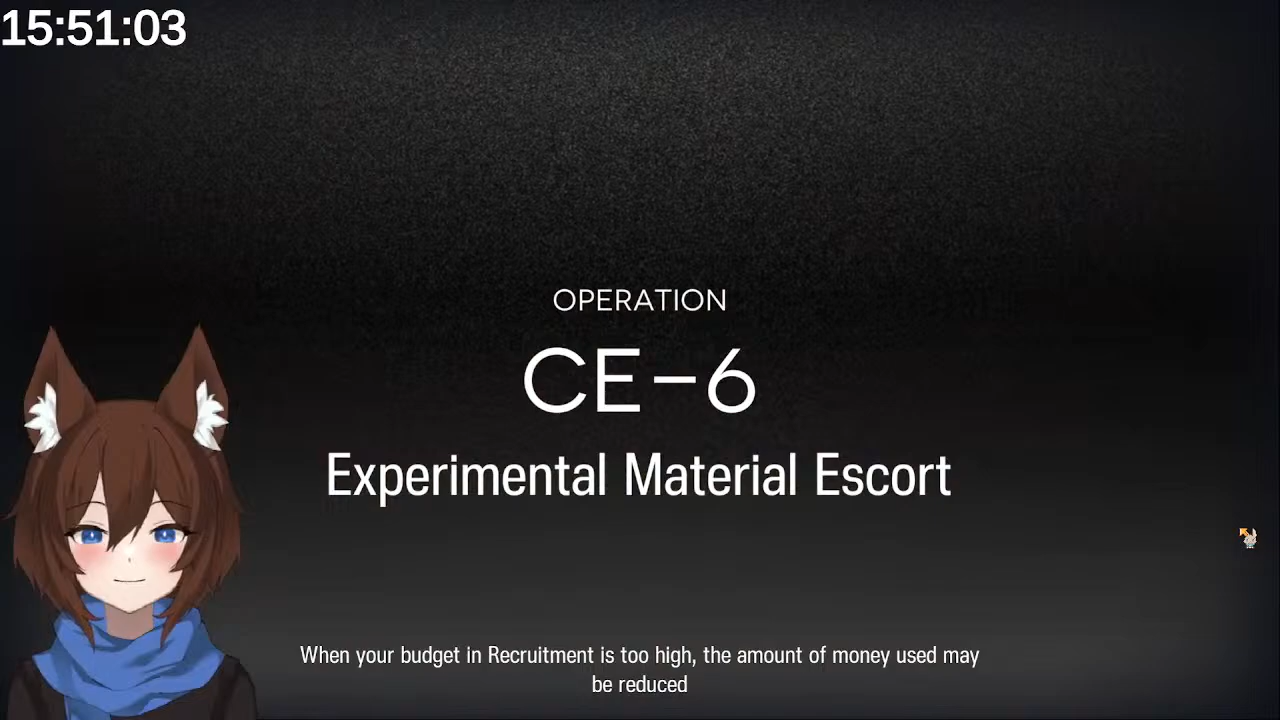 15:51:03
OPERATION
CE-6
Experimental Material Escort
When your budget in Recruitment is too high, the amount of money used may
be reduced